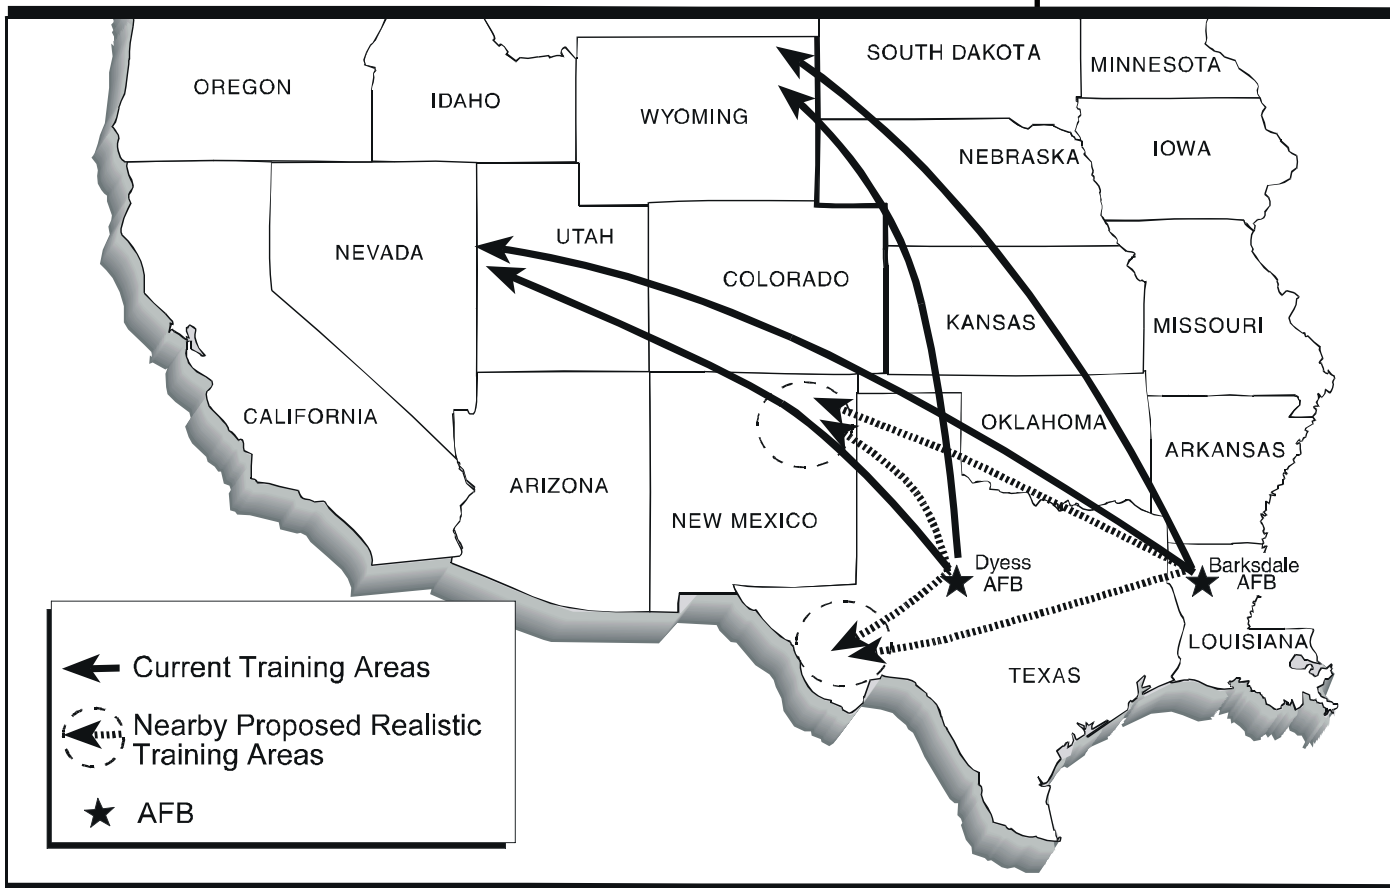 SOUTH DAKOTA
MINNESOTA
OREGON
IDAHO
WYOMING
NEBRASKA
IOWA
NEVADA
UTAH
COLORADO
KANSAS
MISSOURI
CALIFORNIA
OKLAHOMA
ARKANSAS
ARIZONA
NEW MEXICO
Dyess
AFB
Barksdale
AFB
LOUISIANA
TEXAS
Current Training Areas
Nearby Proposed Realistic
Training Areas
AFB